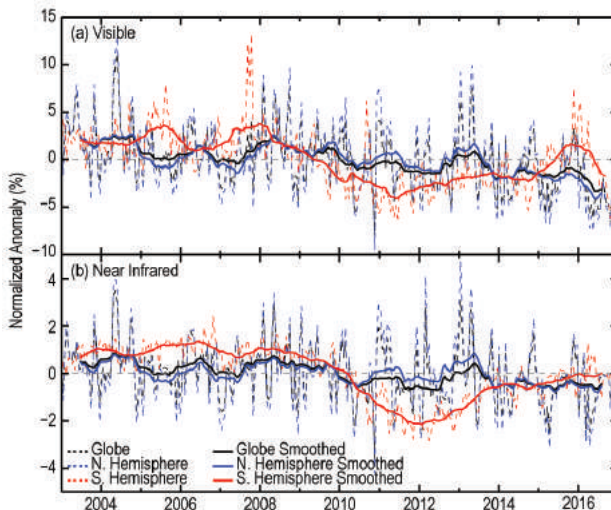 15
(a) Visible
10
5
0
−5
−10
Normalized Anomaly (%)
(b) Near Infrared
4
2
0
−2
−4
Globe
Globe Smoothed
N. Hemisphere
N. Hemisphere Smoothed
S. Hemisphere
S. Hemisphere Smoothed
2004 2006 2008 2010 2012 2014 2016